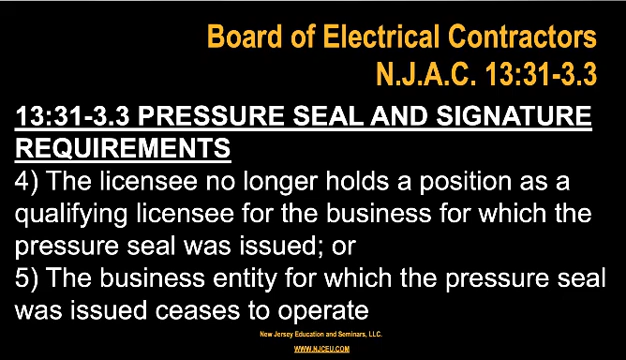 Board of Electrical Contractors
N.J.A.C. 13:31-3.3
13:31-3.3 PRESSURE SEAL AND SIGNATURE
REQUIREMENTS
4) The licensee no longer holds a position as a
qualifying licensee for the business for which the
pressure seal was issued; or
5) The business entity for which the pressure seal
was issued ceases to operate
New Jersey Education and Seminars, LLC.
WWW.NJCEU.COM